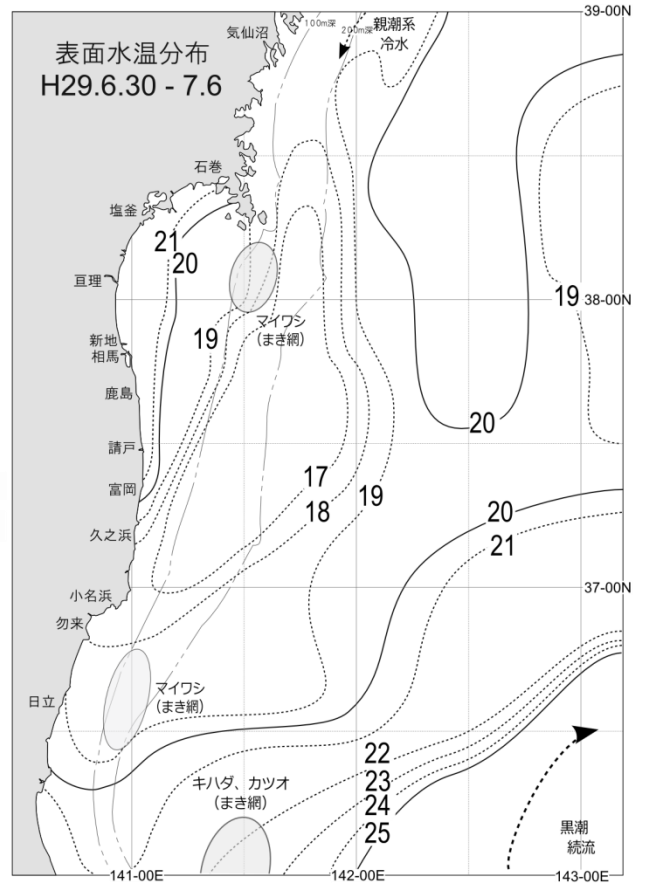 39-00N
気仙沼
100m深
200m深
親潮系
冷水
表面水温分布
H29.6.30 - 7.6
石巻
塩釜
21
20
亘理
19
38-00N
マイワシ
(まき網)
19
新地
相馬
鹿島
20
請戸
17
富岡
18
19
20
久之浜
21
小名浜
37-00N
勿来
マイワシ
(まき網)
日立
22
キハダ、カツオ
(まき網)
23
24
25
黒潮
続流
141-00E
142-00E
143-00E